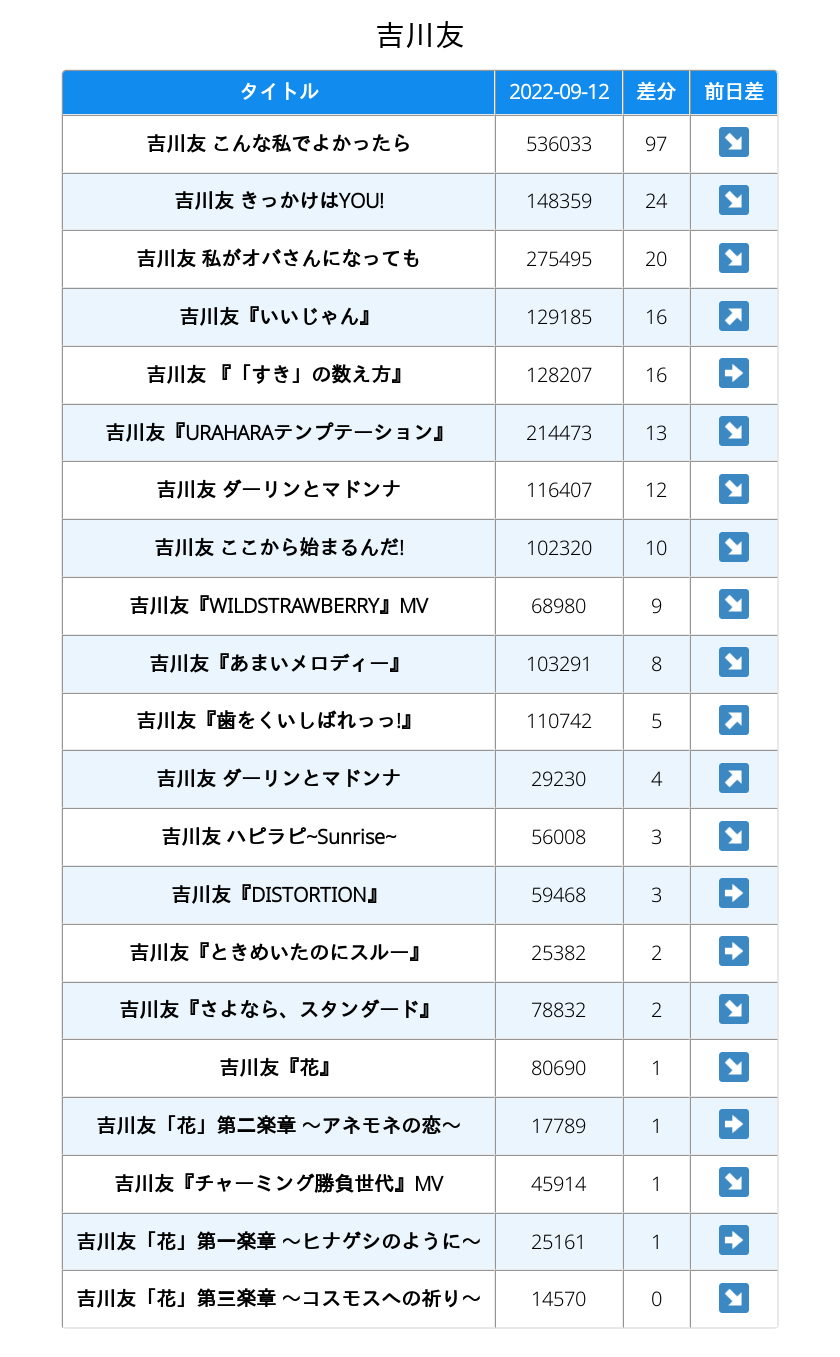 吉川友
タイトル 2022-09-12 差分 前日差
吉川友 こんな私でよかったら 536033 97 ↘
吉川友 きっかけはYOU! 148359 24 ↘
吉川友 私がオバさんになっても 275495 20 ↘
吉川友『いいじゃん』 129185 16 ↗
吉川友 『「すき」の数え方』 128207 16 ➡
吉川友『URAHARAテンプテーション』 214473 13 ↘
吉川友 ダーリンとマドンナ 116407 12 ↘
吉川友 ここから始まるんだ! 102320 10 ↘
吉川友『WILDSTRAWBERRY』MV 68980 9 ↘
吉川友『あまいメロディー』 103291 8 ↘
吉川友『歯をくいしばれっっ!』 110742 5 ↗
吉川友 ダーリンとマドンナ 29230 4 ↗
吉川友 ハピラピ~Sunrise~ 56008 3 ↘
吉川友『DISTORTION』 59468 3 ➡
吉川友『ときめいたのにスルー』 25382 2 ➡
吉川友『さよなら、スタンダード』 78832 2 ↘
吉川友『花』 80690 1 ↘
吉川友「花」第二楽章 〜アネモネの恋〜 17789 1 ➡
吉川友『チャーミング勝負世代』MV 45914 1 ↘
吉川友「花」第一楽章 〜ヒナゲシのように〜 25161 1 ➡
吉川友「花」第三楽章 〜コスモスへの祈り〜 14570 0 ↘